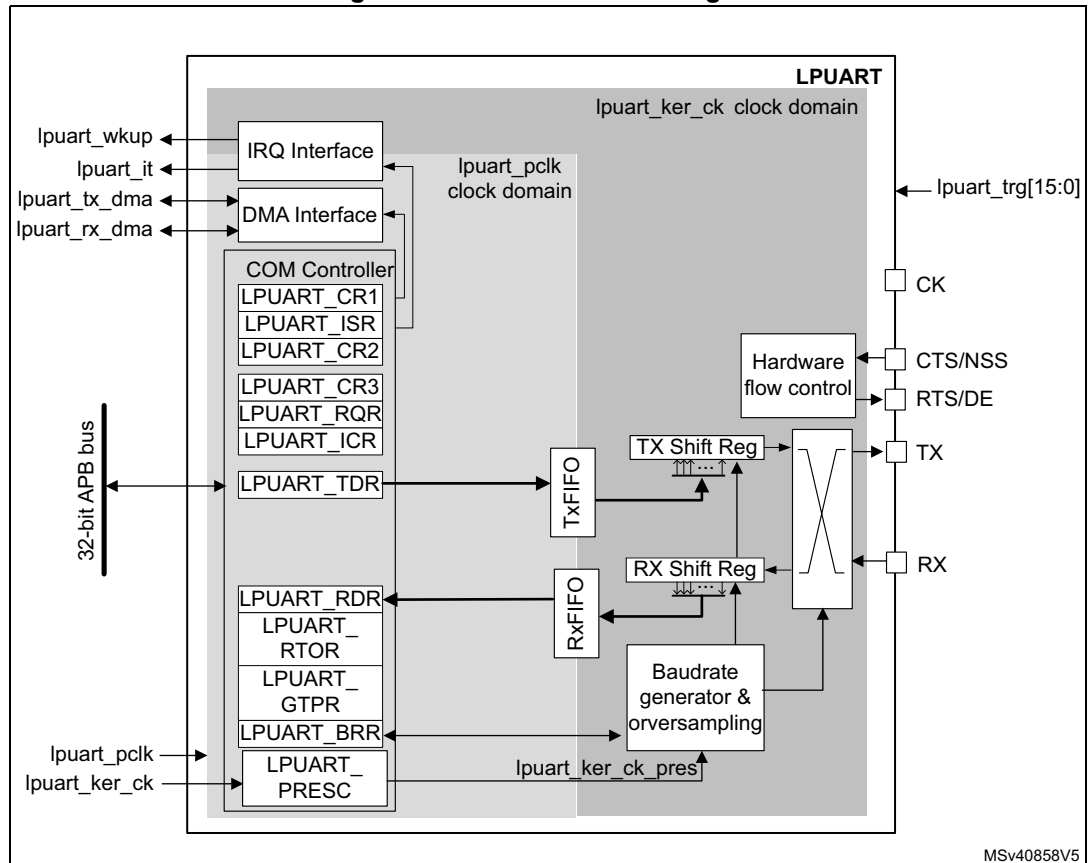 LPUART
lpuart_ker_ck clock domain
lpuart_wkup
IRQ Interface
lpuart_it
lpuart_pclk
clock domain
lpuart_trg[15:0]
lpuart_tx_dma
DMA Interface
lpuart_rx_dma
COM Controller
LPUART_CR1
LPUART_ISR
LPUART_CR2
CK
Hardware
flow control
CTS/NSS
RTS/DE
LPUART_CR3
LPUART_RQR
LPUART_ICR
LPUART_TDR
TxFIFO
TX Shift Reg
...
TX
32-bit APB bus
RX Shift Reg
...
RX
LPUART_RDR
RxFIFO
LPUART_
RTOR
LPUART_
GTPR
LPUART_BRR
Baudrate
generator &
orversampling
lpuart_pclk
lpuart_ker_ck
LPUART_
PRESC
lpuart_ker_ck_pres
MSv40858V5